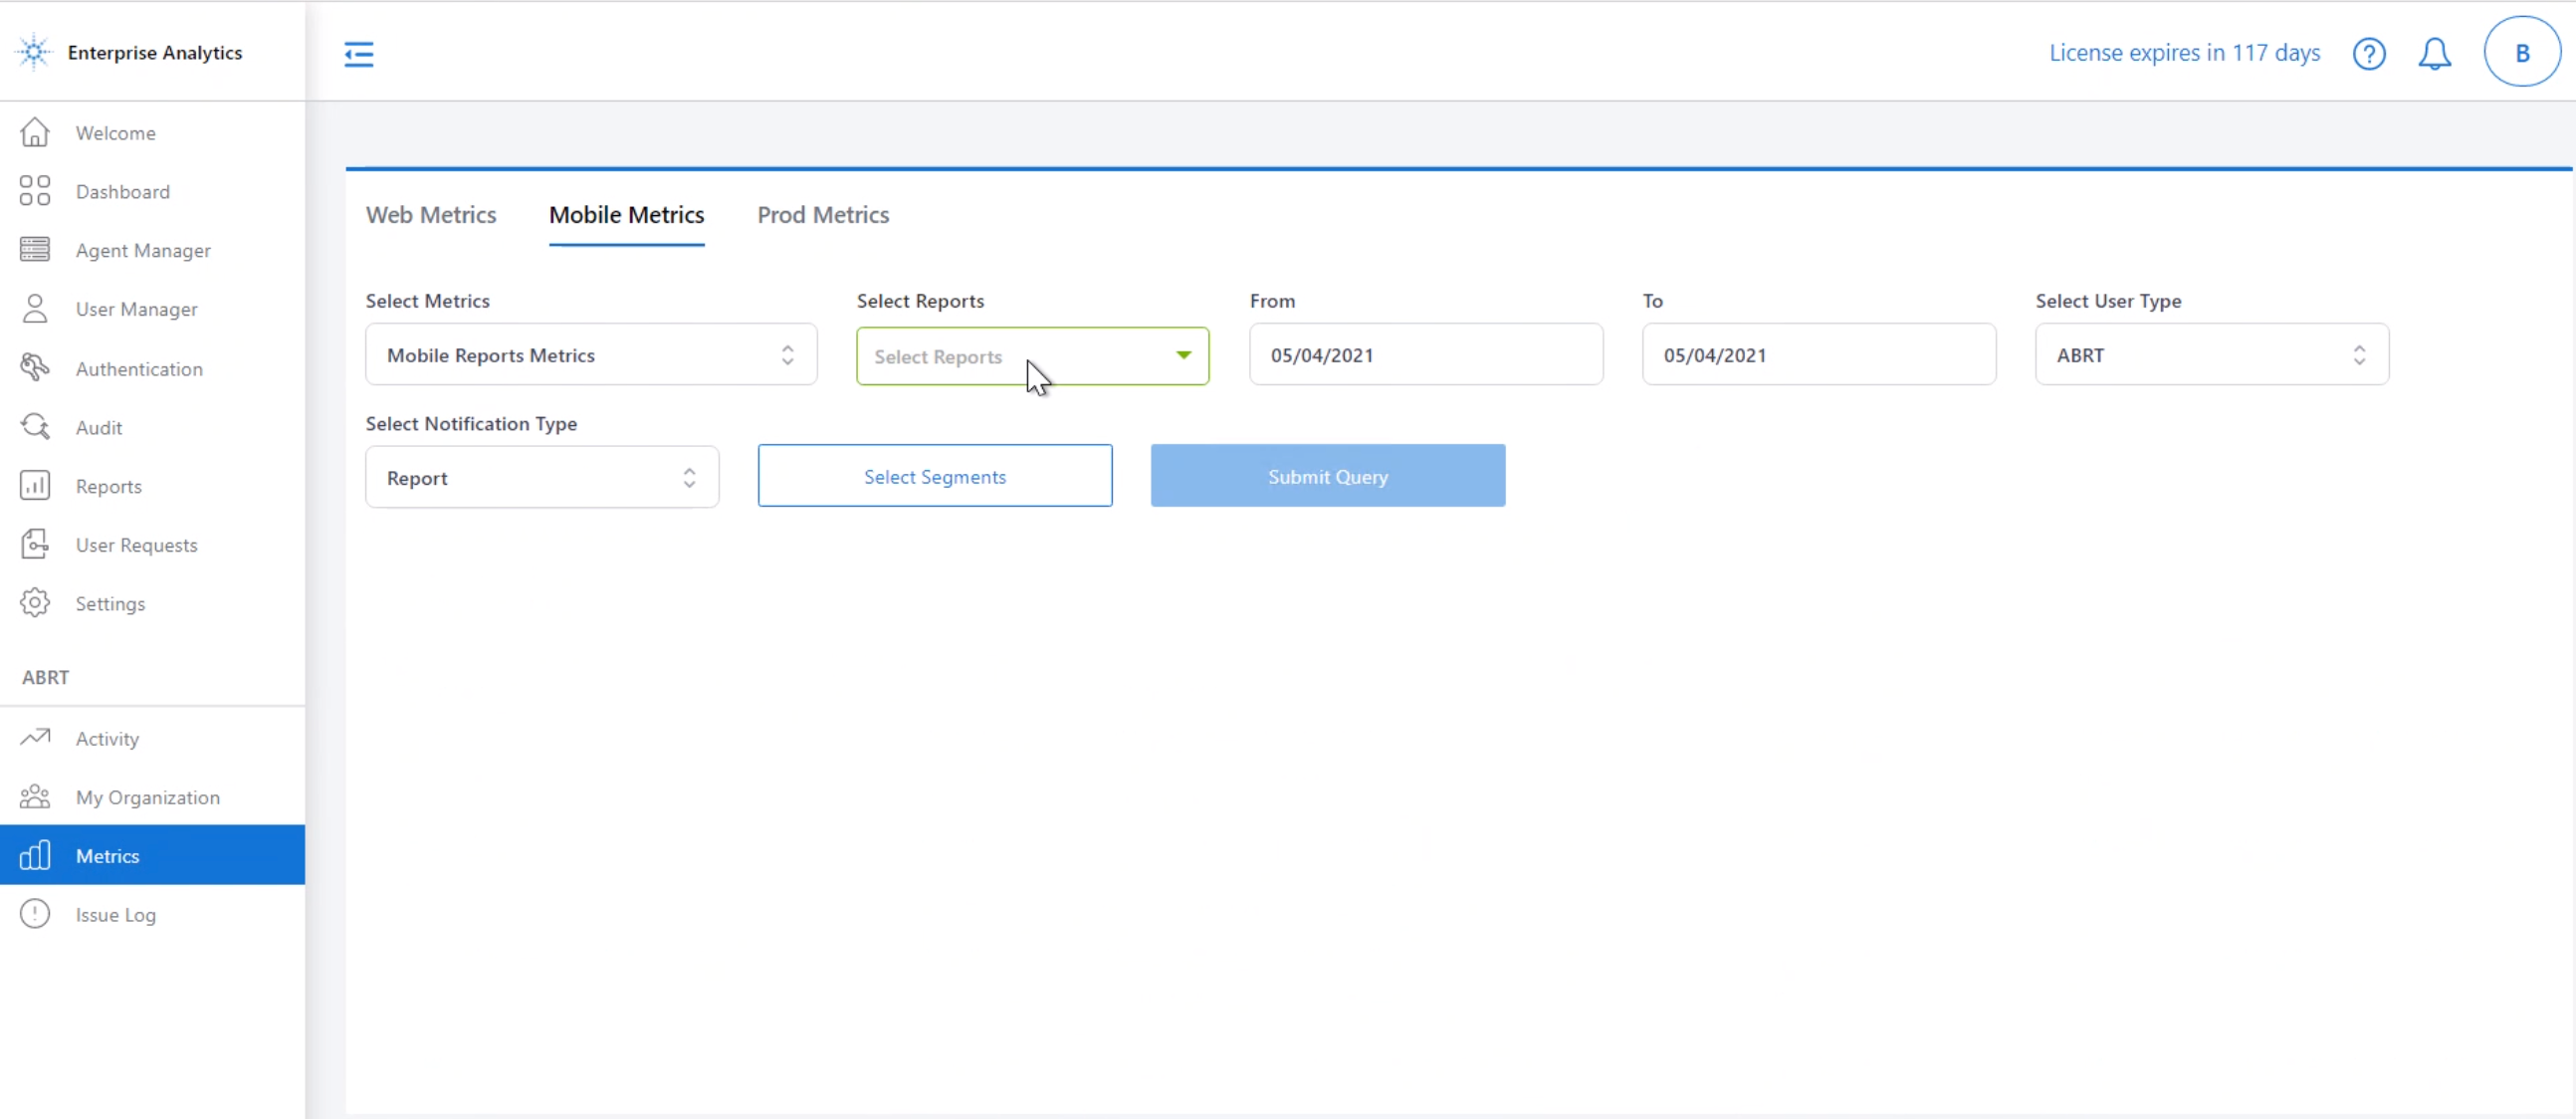 Enterprise Analytics
License expires in 117 days
B
Welcome
Dashboard
Agent Manager
User Manager
Authentication
Audit
Reports
User Requests
Settings
ABRT
Activity
My Organization
Metrics
Issue Log
Web Metrics
Mobile Metrics
Prod Metrics
Select Metrics
Mobile Reports Metrics
Select Reports
Select Reports
From
05/04/2021
To
05/04/2021
Select User Type
ABRT
Select Notification Type
Report
Select Segments
Submit Query